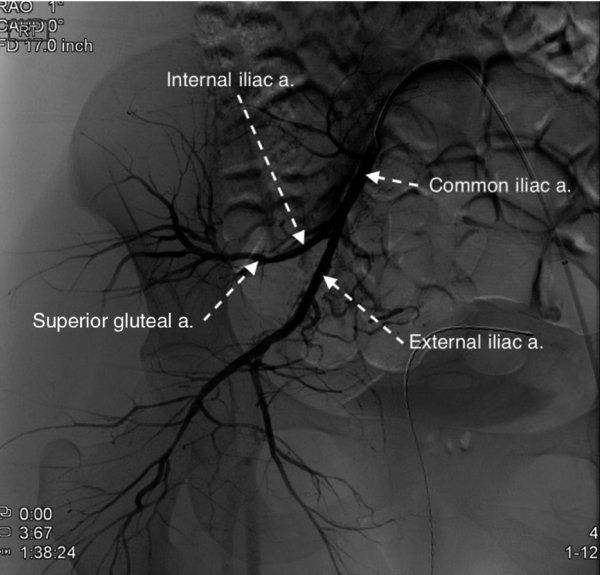 RAO 1°
CAUD 0°
FD 17.0 inch
Internal iliac a.
Common iliac a.
Superior gluteal a.
External iliac a.
0:00
3:67
4
1:38:24
1-12